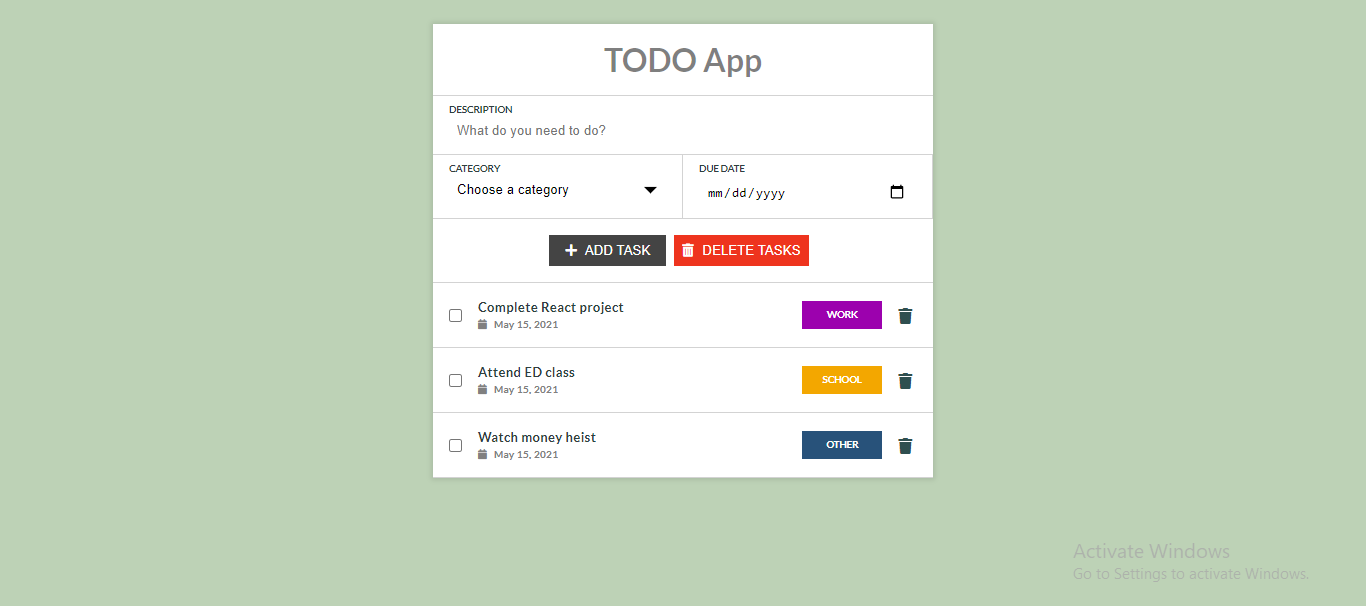 TODO App
DESCRIPTION
What do you need to do?
CATEGORY
Choose a category
DUE DATE
mm/dd/yyyy
ADD TASK
DELETE TASKS
Complete React project
May 15, 2021
WORK
Attend ED class
May 15, 2021
SCHOOL
Watch money heist
May 15, 2021
OTHER
Activate Windows
Go to Settings to activate Windows.